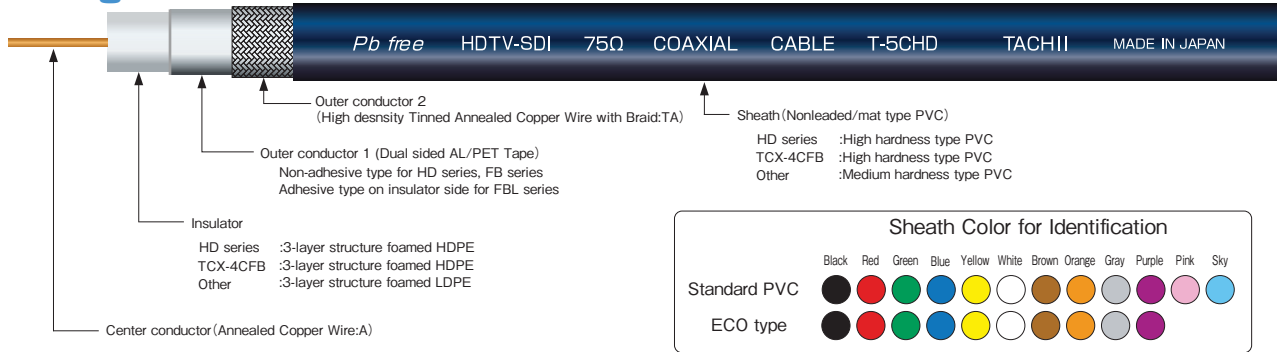 Pb free HDTV-SDI 75Ω COAXIAL CABLE T-5CHD TACHII MADE IN JAPAN
Outer conductor 2
(High desnsity Tinned Annealed Copper Wire with Braid:TA)
Sheath(Nonleaded/mat type PVC)
HD series :High hardness type PVC
TCX-4CFB :High hardness type PVC
Other :Medium hardness type PVC
Outer conductor 1 (Dual sided AL/PET Tape)
Non-adhesive type for HD series, FB series
Adhesive type on insulator side for FBL series
Insulator
HD series :3-layer structure foamed HDPE
TCX-4CFB :3-layer structure foamed HDPE
Other :3-layer structure foamed LDPE
Center conductor(Annealed Copper Wire:A)
Sheath Color for Identification
Black Red Green Blue Yellow White Brown Orange Gray Purple Pink Sky
Standard PVC
ECO type